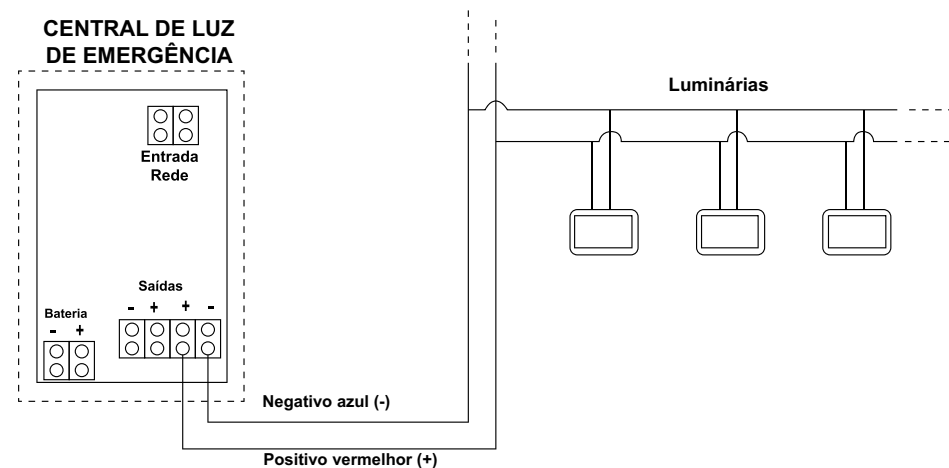 CENTRAL DE LUZ
DE EMERGÊNCIA
Luminárias
Entrada
Rede
Saídas
- + + -
Bateria
- +
Negativo azul (-)
Positivo vermelhor (+)